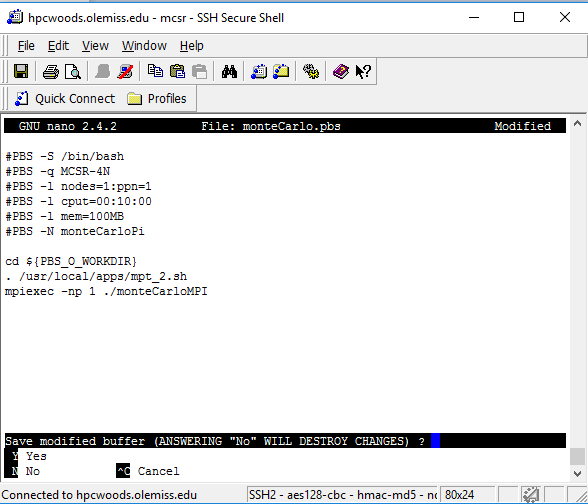 hpcwoods.olemiss.edu - mcsr - SSH Secure Shell
File Edit View Window Help
Quick Connect Profiles
GNU nano 2.4.2 File: monteCarlo.pbs Modified
#PBS -S /bin/bash
#PBS -q MCSR-4N
#PBS -l nodes=1:ppn=1
#PBS -l cput=00:10:00
#PBS -l mem=100MB
#PBS -N monteCarloPi
cd ${PBS_O_WORKDIR}
. /usr/local/apps/mpt_2.sh
mpiexec -np 1 ./monteCarloMPI
Save modified buffer (ANSWERING "No" WILL DESTROY CHANGES) ?
Y Yes
N No ^C Cancel
Connected to hpcwoods.olemiss.edu SSH2 - aes128-cbc - hmac-md5 - no 80x24